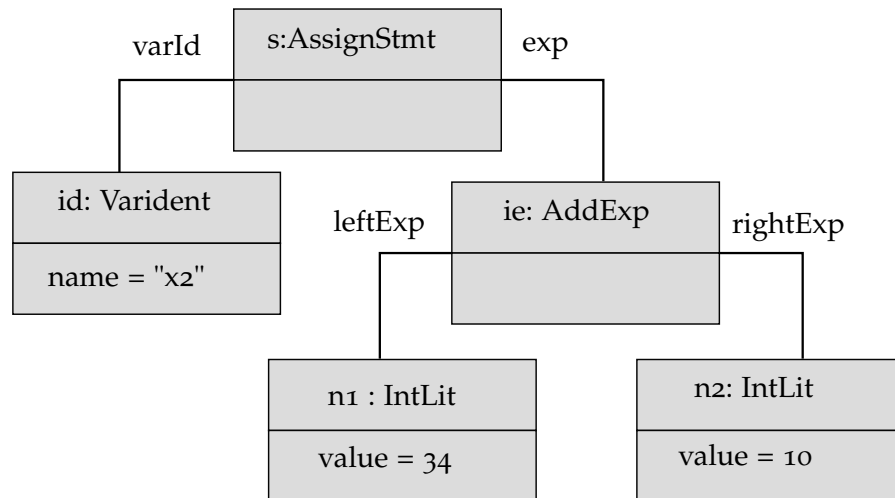 varId
s:AssignStmt
exp
id: Varident
name = "x2"
leftExp
ie: AddExp
rightExp
n1 : IntLit
value = 34
n2: IntLit
value = 10